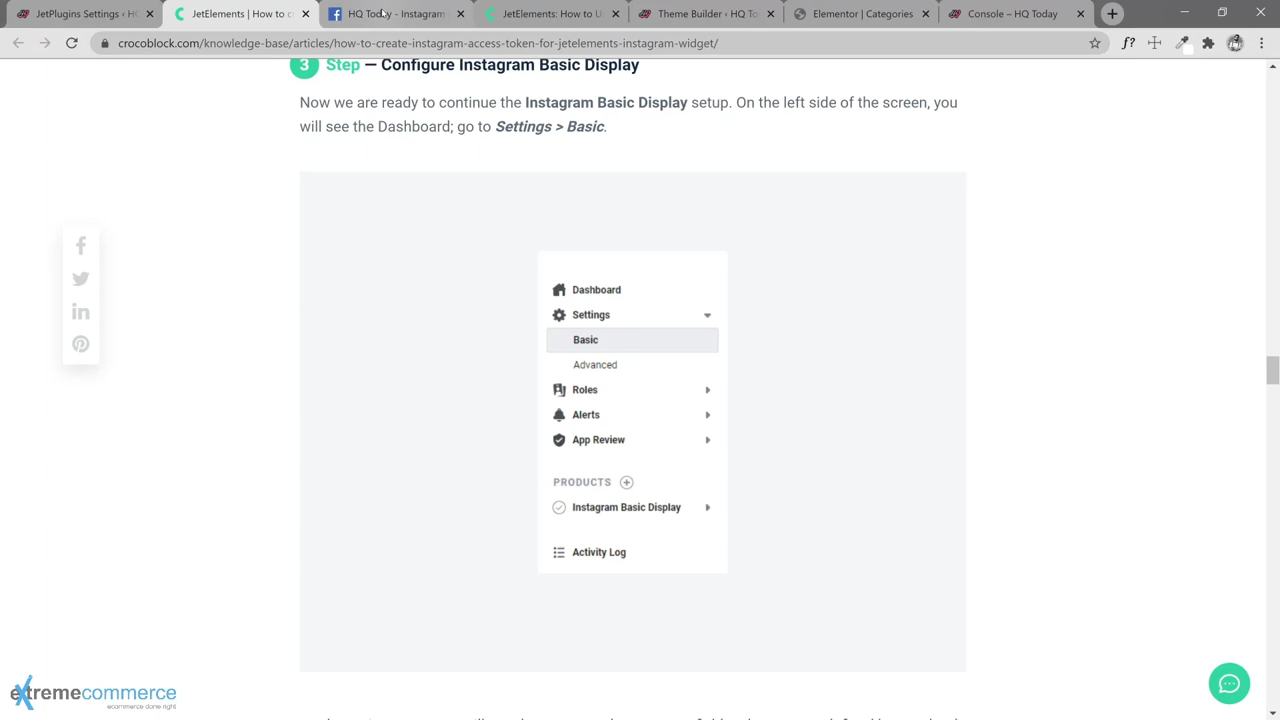 JetPlugins Settings ‹ H
JetElements | How to c
HQ Today - Instagram
JetElements: How to U
Theme Builder ‹ HQ To
Elementor | Categories
Console – HQ Today
crocoblock.com/knowledge-base/articles/how-to-create-instagram-access-token-for-jetelements-instagram-widget/
f?
3 Step — Configure Instagram Basic Display
Now we are ready to continue the Instagram Basic Display setup. On the left side of the screen, you
will see the Dashboard; go to Settings > Basic.
Dashboard
Settings
Basic
Advanced
Roles
Alerts
App Review
PRODUCTS
Instagram Basic Display
Activity Log
extremecommerce
ecommerce done right